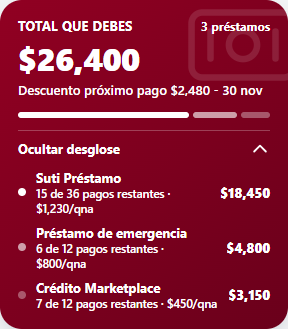 TOTAL QUE DEBES
3 préstamos
$26,400
Descuento próximo pago $2,480 - 30 nov
Ocultar desglose
Suti Préstamo
15 de 36 pagos restantes ·
$1,230/qna
$18,450
Préstamo de emergencia
6 de 12 pagos restantes ·
$800/qna
$4,800
Crédito Marketplace
7 de 12 pagos restantes · $450/qna
$3,150